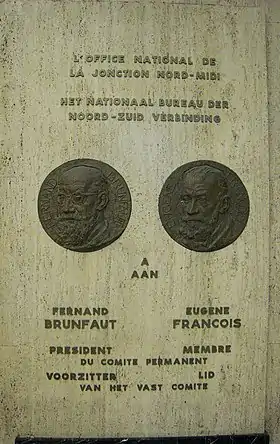 L'OFFICE NATIONAL DE
LA JONCTION NORD-MIDI
HET NATIONAAL BUREAU DER
NOORD-ZUID VERBINDING
A
AAN
FERNAND EUGENE
BRUNFAUT FRANCOIS
PRESIDENT MEMBRE
DU COMITE PERMANENT
VOORZITTER LID
VAN HET VAST COMITE